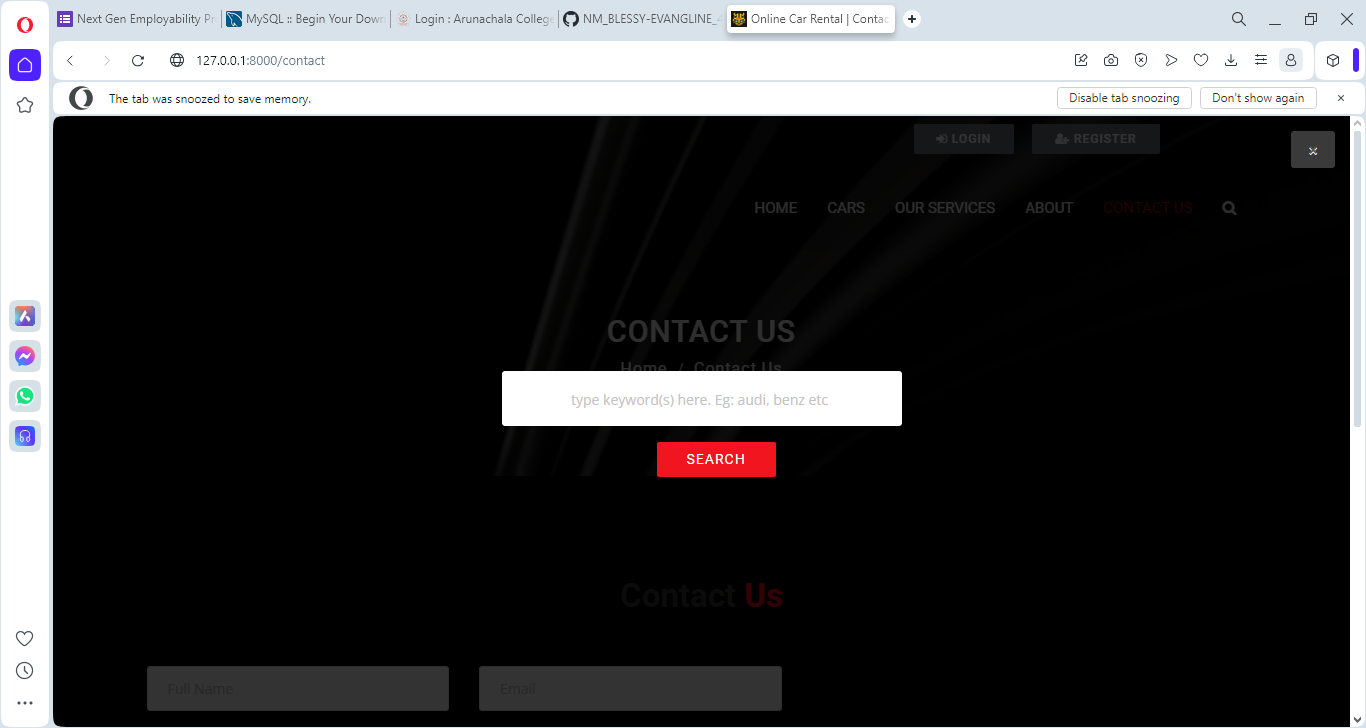 Next Gen Employability Pr
MySQL :: Begin Your Down
Login : Arunachala College
NM_BLESSY-EVANGLINE_4
Online Car Rental | Contac
127.0.0.1:8000/contact
The tab was snoozed to save memory.
Disable tab snoozing
Don't show again
LOGIN
REGISTER
HOME
CARS
OUR SERVICES
ABOUT
CONTACT US
CONTACT US
Home / Contact Us
type keyword(s) here. Eg: audi, benz etc
SEARCH
Contact Us
Full Name
Email